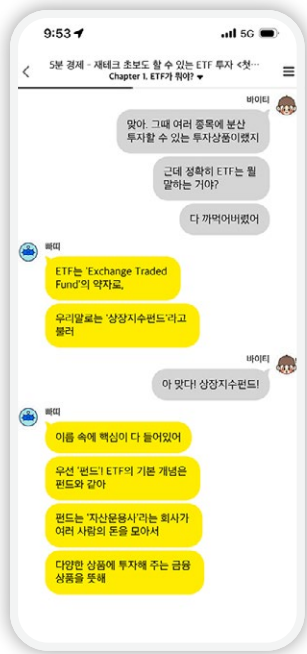 9:53
5G
5분 경제 - 재테크 초보도 할 수 있는 ETF 투자 <첫…
Chapter 1. ETF가 뭐야? ▾
바이티
맞아. 그때 여러 종목에 분산
투자할 수 있는 투자상품이랬지
근데 정확히 ETF는 뭘
말하는 거야?
다 까먹어버렸어
빠띠
ETF는 'Exchange Traded
Fund'의 약자로,
우리말로는 '상장지수펀드'라고
불러
바이티
아 맞다! 상장지수펀드!
빠띠
이름 속에 핵심이 다 들어있어
우선 '펀드'! ETF의 기본 개념은
펀드와 같아
펀드는 '자산운용사'라는 회사가
여러 사람의 돈을 모아서
다양한 상품에 투자해 주는 금융
상품을 뜻해